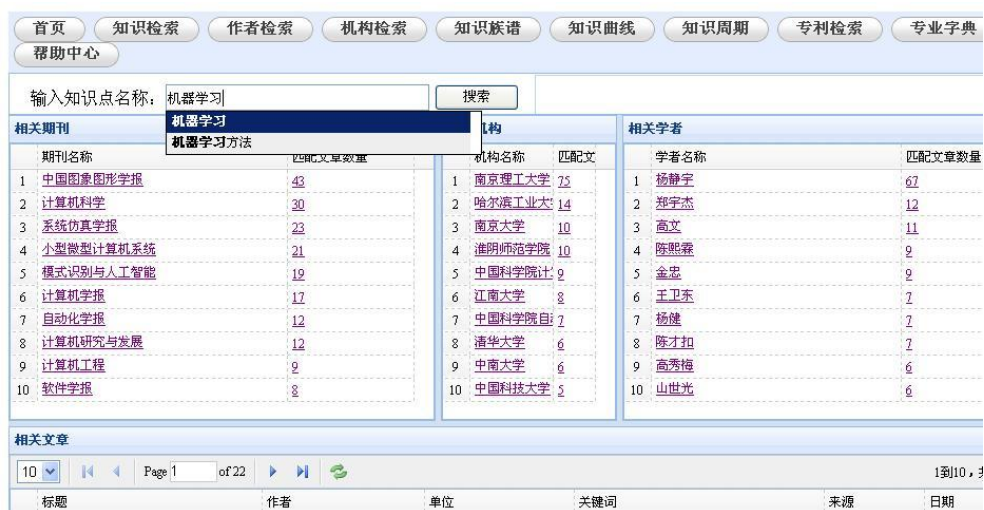 首页 知识检索 作者检索 机构检索 知识族谱 知识曲线 知识周期 专利检索 专业字典
帮助中心
输入知识点名称： 机器学习 搜索
机器学习
机器学习方法
相关期刊 机构 相关学者
期刊名称 匹配文章数量 机构名称 匹配文 学者名称 匹配文章数量
1 中国图象图形学报 43 1 南京理工大学 75 1 杨静宇 67
2 计算机科学 30 2 哈尔滨工业大 14 2 郑宇杰 12
3 系统仿真学报 23 3 南京大学 10 3 高文 11
4 小型微型计算机系统 21 4 淮阴师范学院 10 4 陈熙霖 9
5 模式识别与人工智能 19 5 中国科学院计 9 5 金忠 9
6 计算机学报 17 6 江南大学 8 6 王卫东 7
7 自动化学报 12 7 中国科学院自 7 7 杨健 7
8 计算机研究与发展 12 8 清华大学 6 8 陈才扣 7
9 计算机工程 9 9 中南大学 6 9 高秀梅 6
10 软件学报 8 10 中国科技大学 5 10 山世光 6
相关文章
10 Page 1 of 22 1到10，
标题 作者 单位 关键词 来源 日期